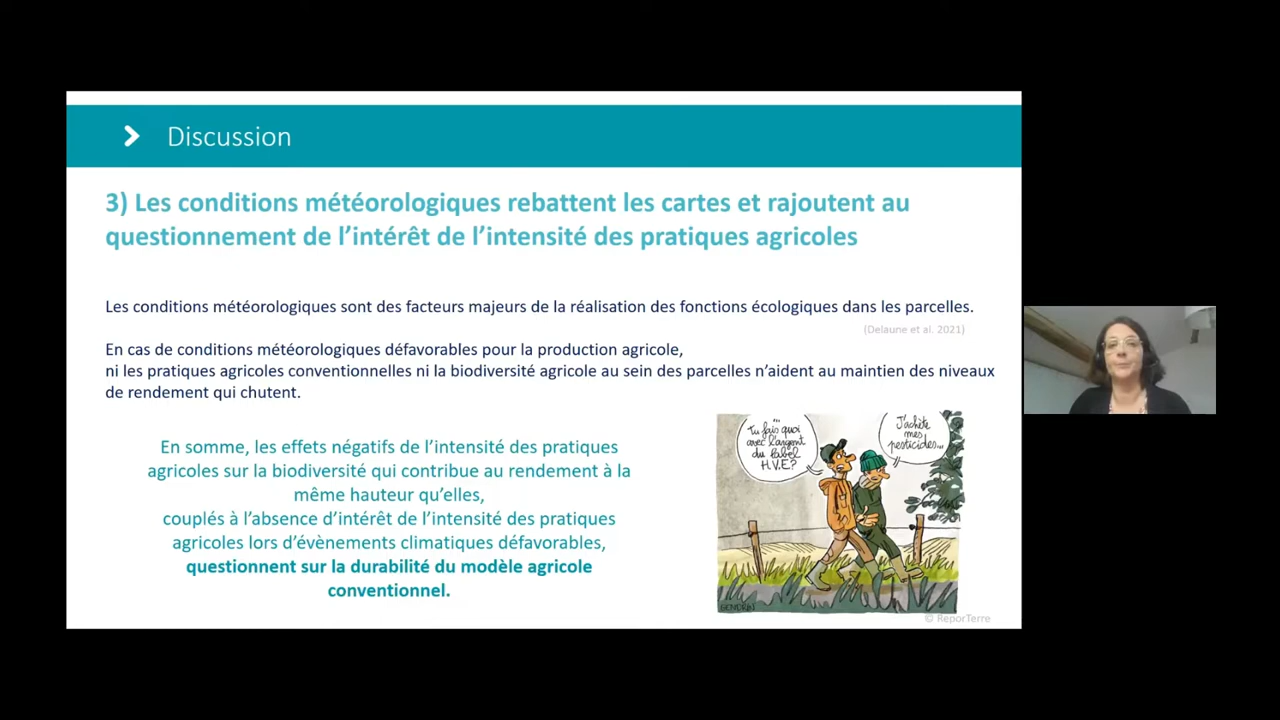 Discussion
3) Les conditions météorologiques rebattent les cartes et rajoutent au
questionnement de l’intérêt de l’intensité des pratiques agricoles
Les conditions météorologiques sont des facteurs majeurs de la réalisation des fonctions écologiques dans les parcelles.
(Delaune et al. 2021)
En cas de conditions météorologiques défavorables pour la production agricole,
ni les pratiques agricoles conventionnelles ni la biodiversité agricole au sein des parcelles n’aident au maintien des niveaux
de rendement qui chutent.
En somme, les effets négatifs de l’intensité des pratiques
agricoles sur la biodiversité qui contribue au rendement à la
même hauteur qu’elles,
couplés à l’absence d’intérêt de l’intensité des pratiques
agricoles lors d’évènements climatiques défavorables,
questionnent sur la durabilité du modèle agricole
conventionnel.
...
Tu fais quoi
avec l'argent
du label
H.V.E?
J'achète
mes
pesticides...
GENDRIN
© ReporTerre